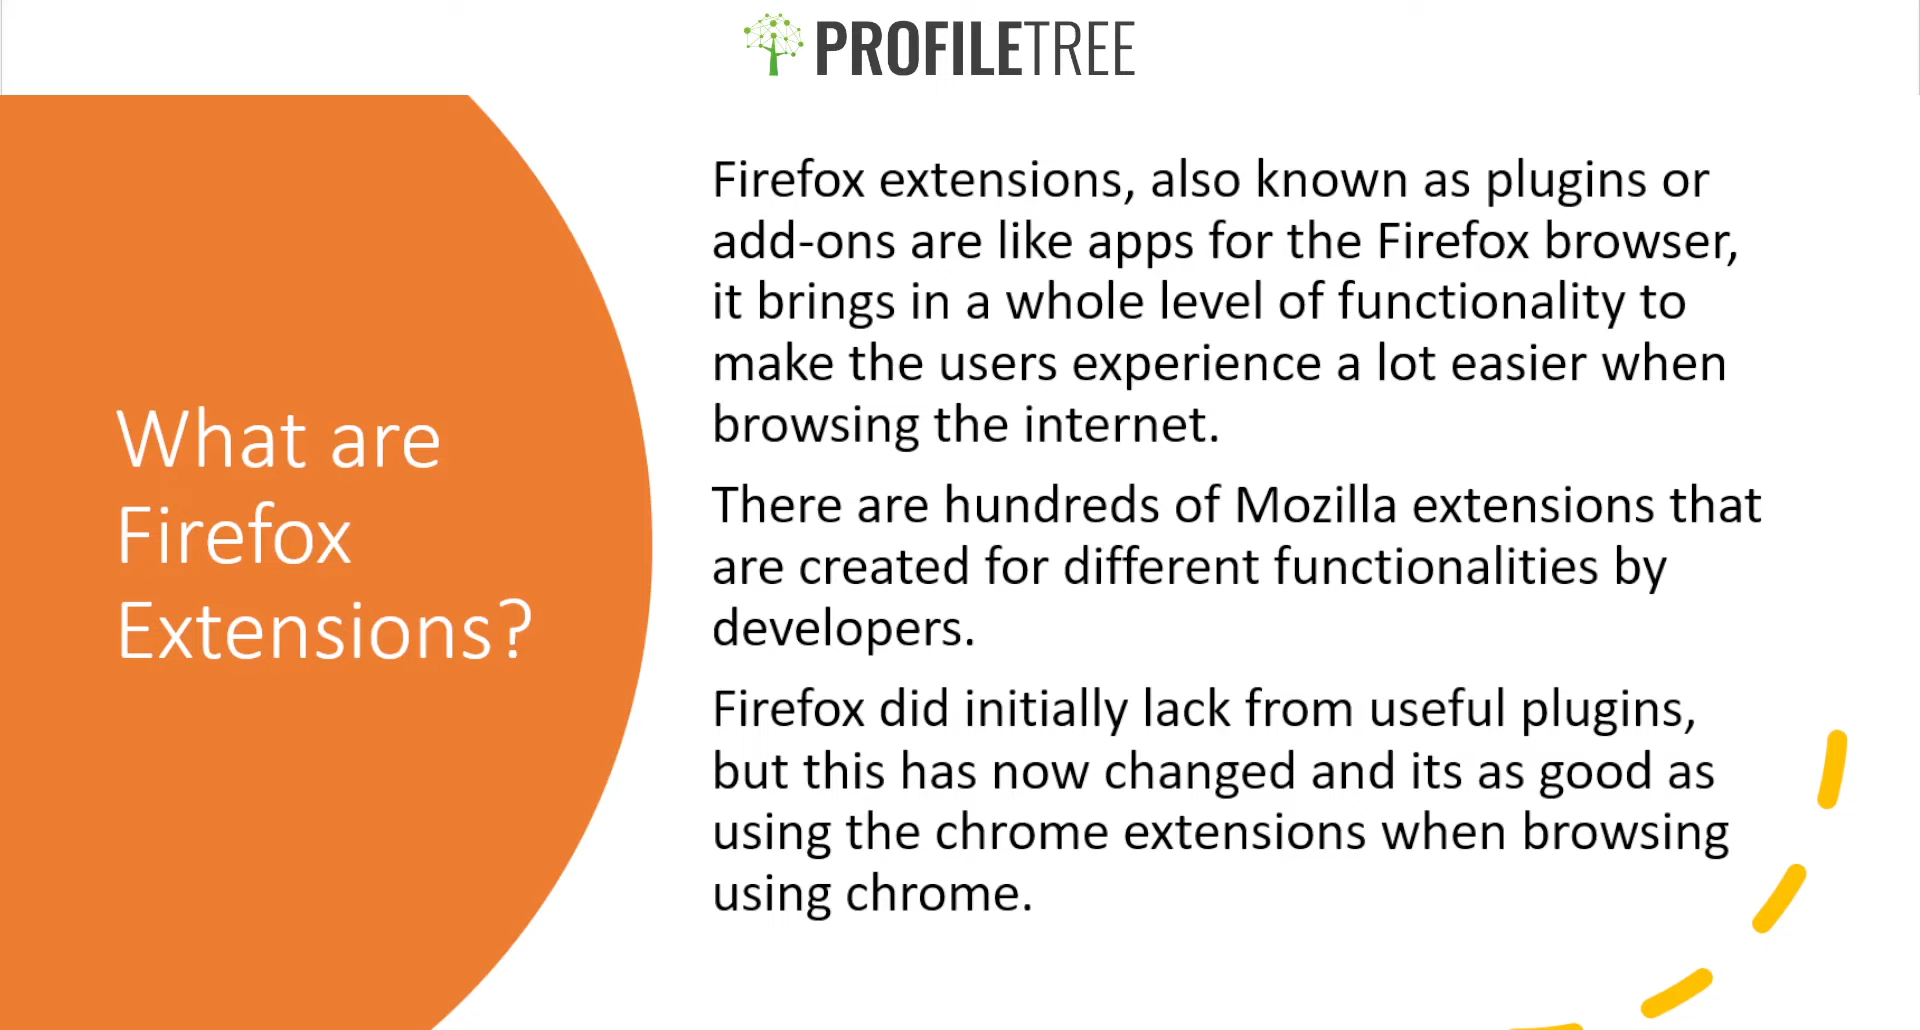 PROFILETREE
What are
Firefox
Extensions?
Firefox extensions, also known as plugins or
add-ons are like apps for the Firefox browser,
it brings in a whole level of functionality to
make the users experience a lot easier when
browsing the internet.
There are hundreds of Mozilla extensions that
are created for different functionalities by
developers.
Firefox did initially lack from useful plugins,
but this has now changed and its as good as
using the chrome extensions when browsing
using chrome.